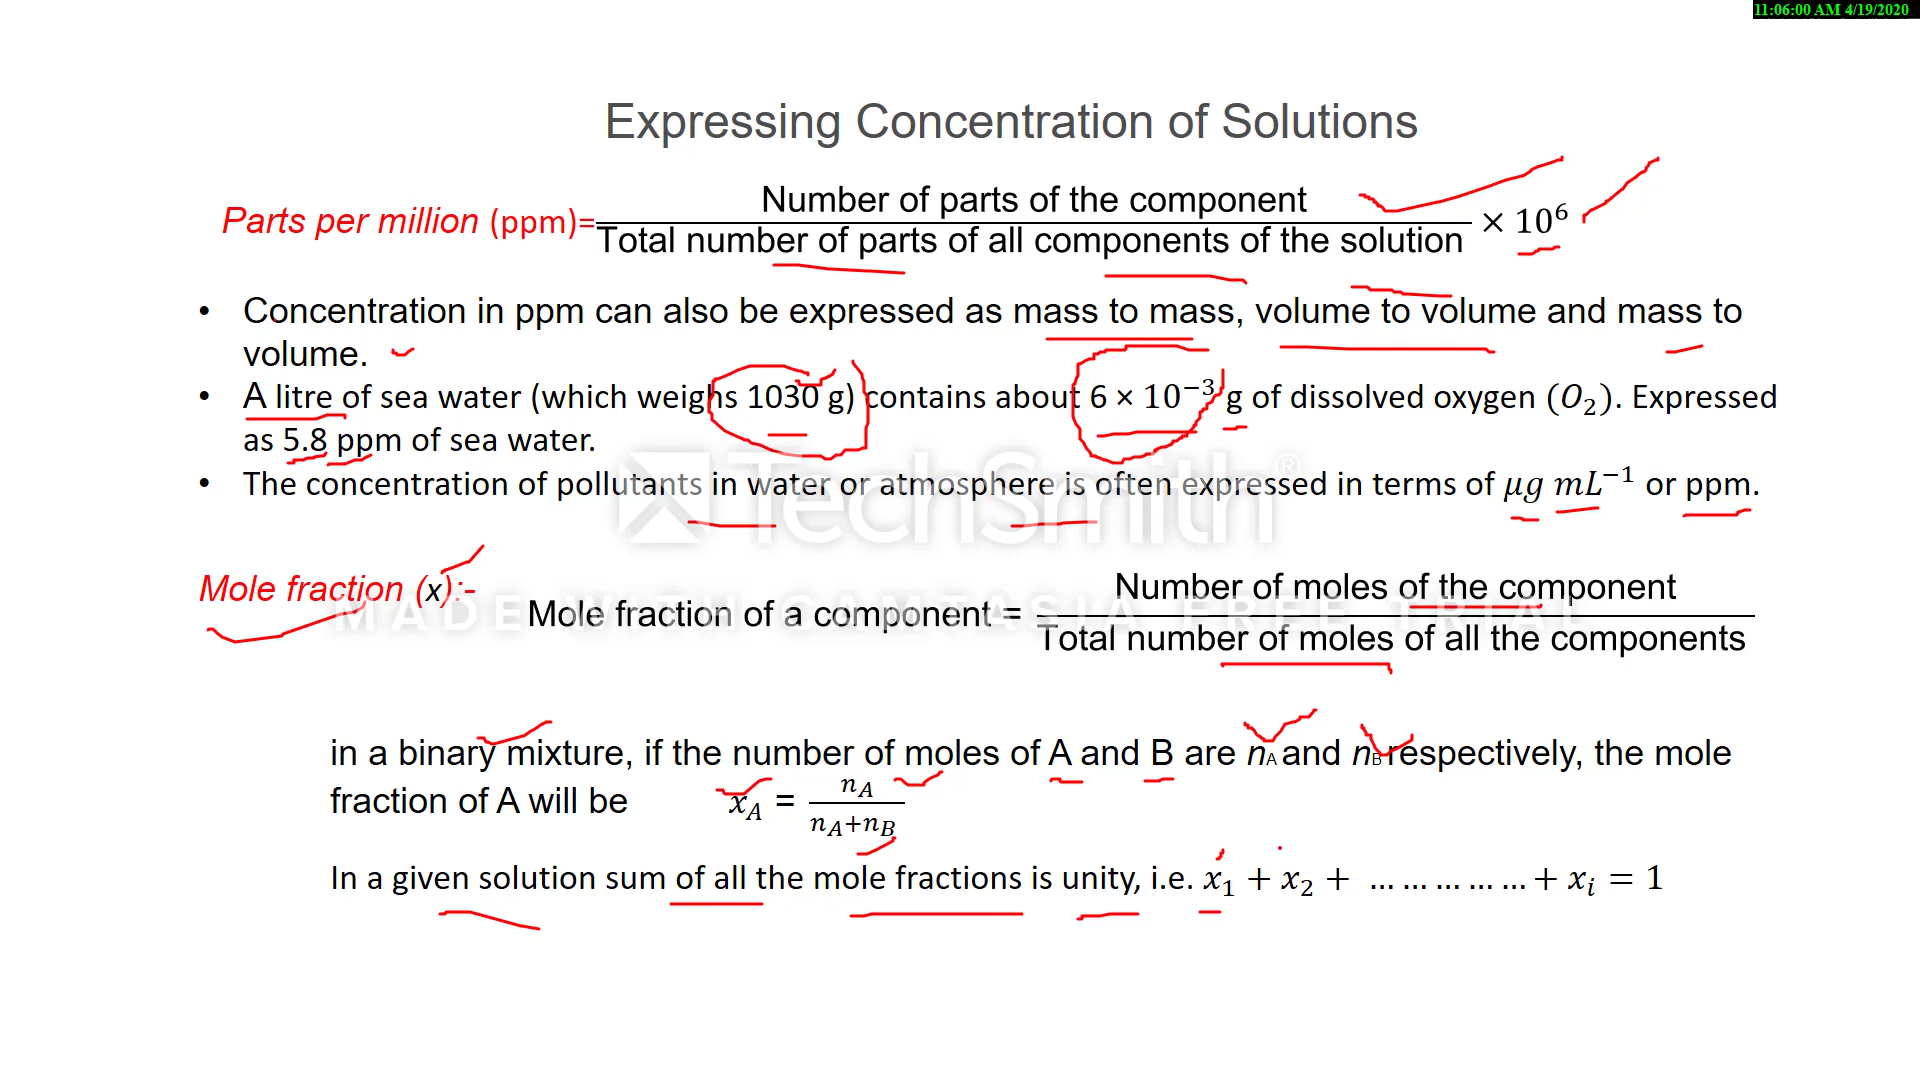 11:06:00 AM 4/19/2020
Expressing Concentration of Solutions
Number of parts of the component
Parts per million (ppm)= × 10⁶
Total number of parts of all components of the solution
• Concentration in ppm can also be expressed as mass to mass, volume to volume and mass to
volume.
• A litre of sea water (which weighs 1030 g) contains about 6 × 10⁻³ g of dissolved oxygen (O₂). Expressed
as 5.8 ppm of sea water.
• The concentration of pollutants in water or atmosphere is often expressed in terms of μg mL⁻¹ or ppm.
TechSmith®
Mole fraction (x):-
MADE WITH CAMTASIA FREE TRIAL
Number of moles of the component
Mole fraction of a component =
Total number of moles of all the components
in a binary mixture, if the number of moles of A and B are nA and nB respectively, the mole
fraction of A will be xA = nA / nA+nB
In a given solution sum of all the mole fractions is unity, i.e. x₁ + x₂ + ... ... ... ... ... + xᵢ = 1